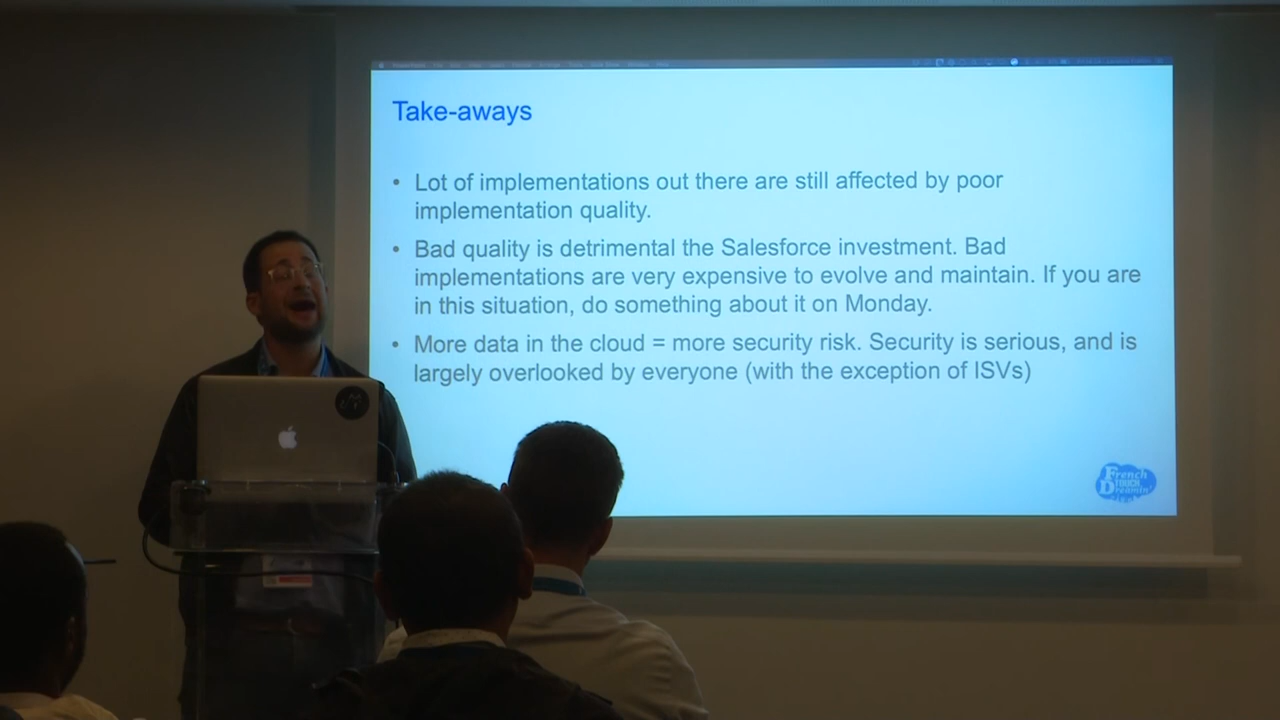 Take-aways
• Lot of implementations out there are still affected by poor
implementation quality.
• Bad quality is detrimental the Salesforce investment. Bad
implementations are very expensive to evolve and maintain. If you are
in this situation, do something about it on Monday.
• More data in the cloud = more security risk. Security is serious, and is
largely overlooked by everyone (with the exception of ISVs)
French
TOUCH
Dreamin'